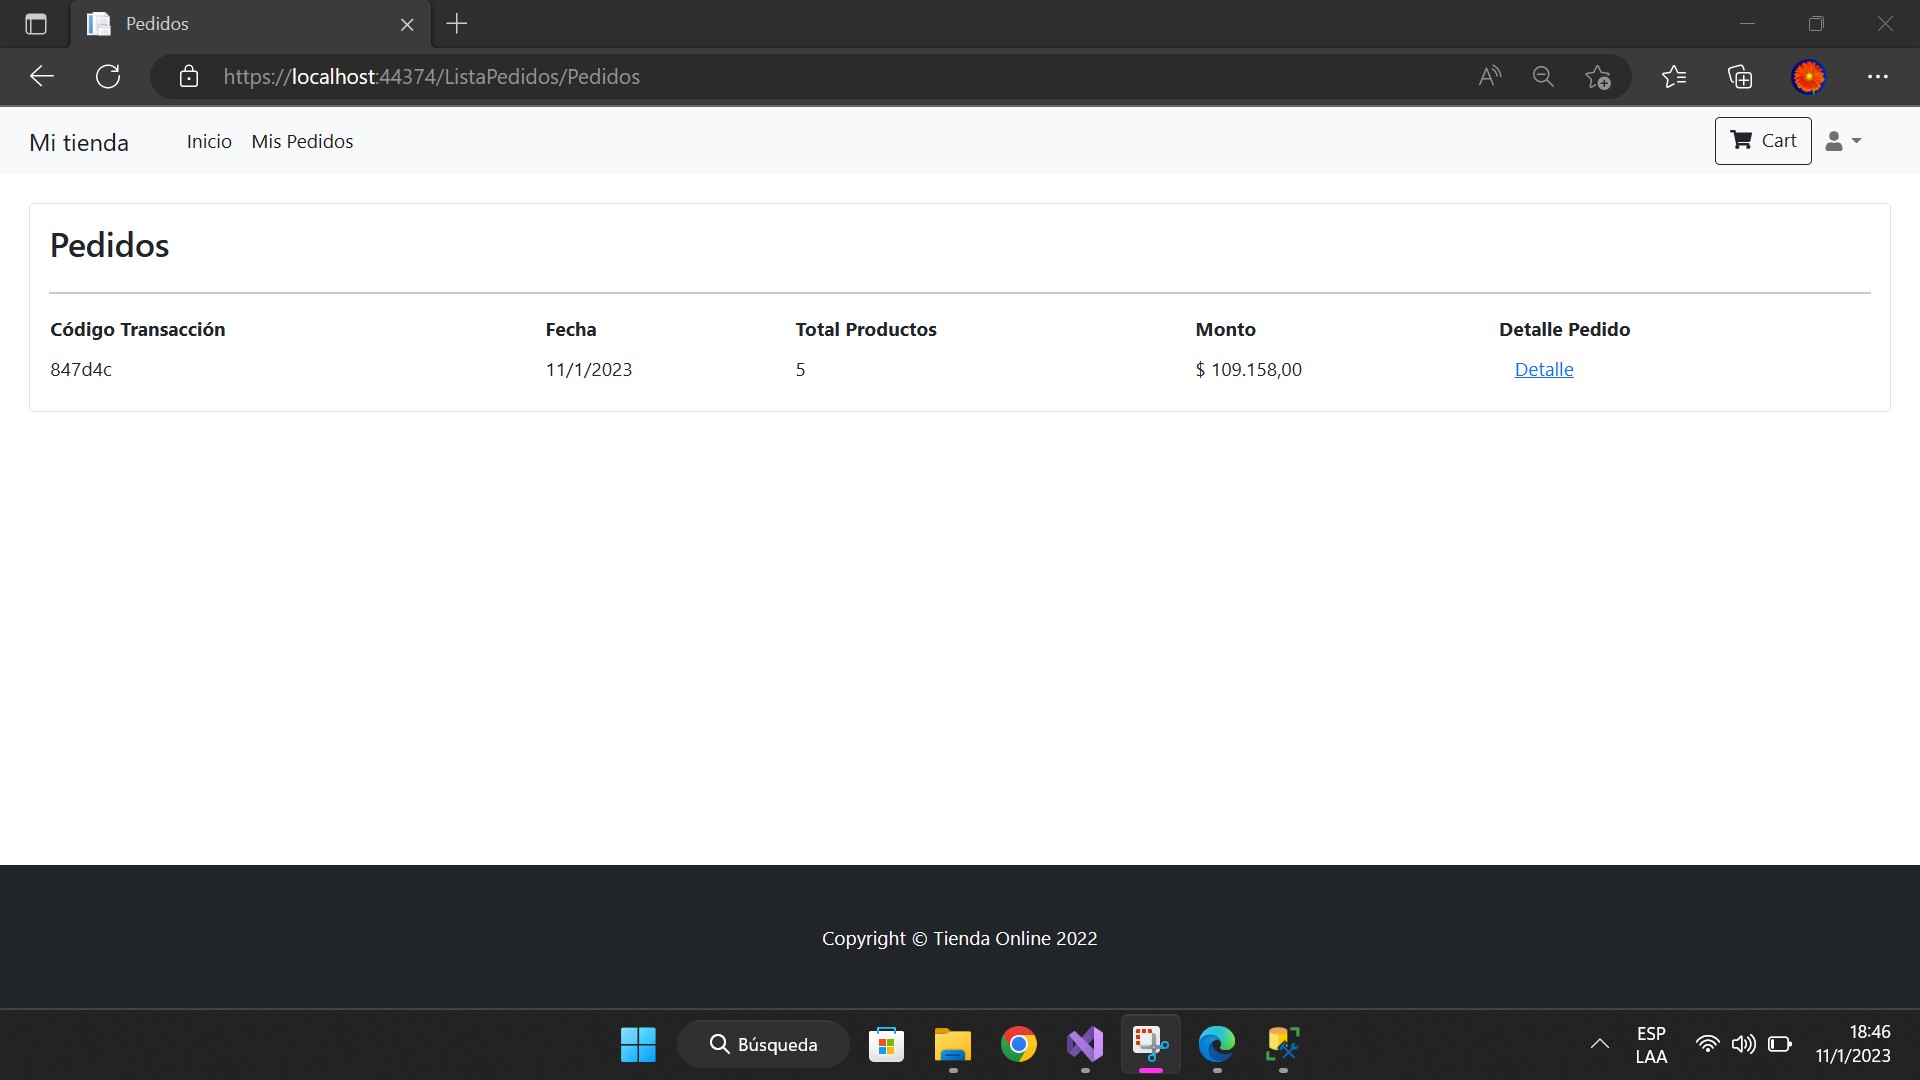 Pedidos
https://localhost:44374/ListaPedidos/Pedidos
Mi tienda Inicio Mis Pedidos Cart
Pedidos
Código Transacción Fecha Total Productos Monto Detalle Pedido
847d4c 11/1/2023 5 $ 109.158,00 Detalle
Copyright © Tienda Online 2022
Búsqueda
ESP
LAA
18:46
11/1/2023